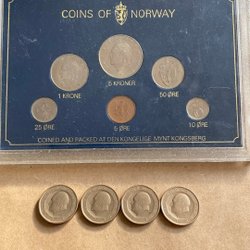 COINS OF NORWAY
1 KRONE
5 KRONER
50 ØRE
25 ØRE
5 ØRE
10 ØRE
COINED AND PACKED AT DEN KONGELIGE MYNT KONGSBERG